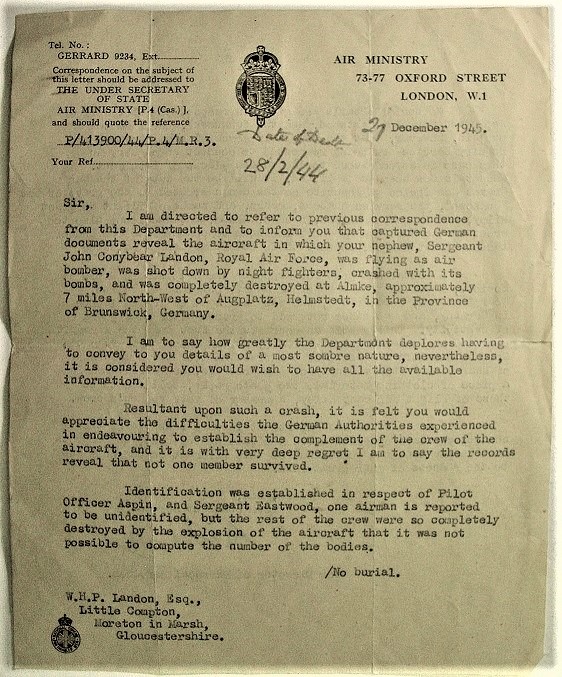 Tel. No.:
GERRARD 9234, Ext.
Correspondence on the subject of
this letter should be addressed to
THE UNDER SECRETARY
OF STATE
AIR MINISTRY [P.4 (Cas.) ],
and should quote the reference
P/413900/44/P.4/M.R.3.
Your Ref.
AIR MINISTRY
73-77 OXFORD STREET
LONDON, W.1
27 December 1945.
Date of Death
28/2/44
Sir,
I am directed to refer to previous correspondence
from this Department and to inform you that captured German
documents reveal the aircraft in which your nephew, Sergeant
John Conybear Landon, Royal Air Force, was flying as air
bomber, was shot down by night fighters, crashed with its
bombs, and was completely destroyed at Almke, approximately
7 miles North-West of Augplatz, Helmstedt, in the Province
of Brunswick, Germany.
I am to say how greatly the Department deplores having
to convey to you details of a most sombre nature, nevertheless,
it is considered you would wish to have all the available
information.
Resultant upon such a crash, it is felt you would
appreciate the difficulties the German Authorities experienced
in endeavouring to establish the complement of the crew of the
aircraft, and it is with very deep regret I am to say the records
reveal that not one member survived.
Identification was established in respect of Pilot
Officer Aspin, and Sergeant Eastwood, one airman is reported
to be unidentified, but the rest of the crew were so completely
destroyed by the explosion of the aircraft that it was not
possible to compute the number of the bodies.
/No burial.
W.H.P. Landon, Esq.,
Little Compton,
Moreton in Marsh,
Gloucestershire.